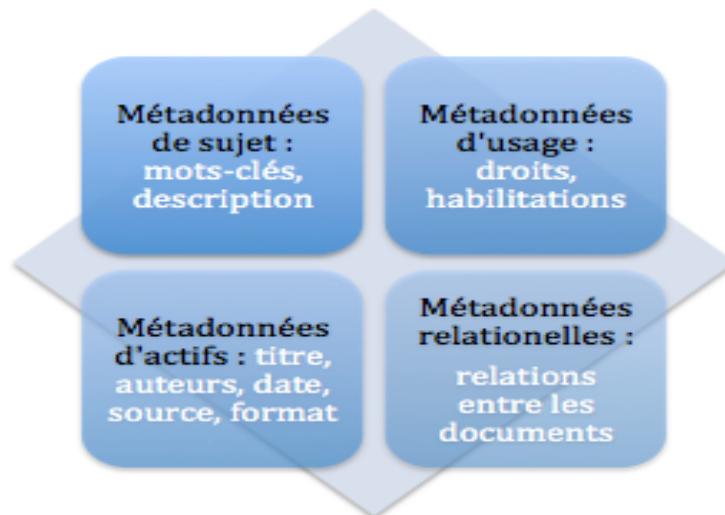 Métadonnées
de sujet :
mots-clés,
description
Métadonnées
d'usage :
droits,
habilitations
Métadonnées
d'actifs : titre,
auteurs, date,
source, format
Métadonnées
relationelles :
relations
entre les
documents